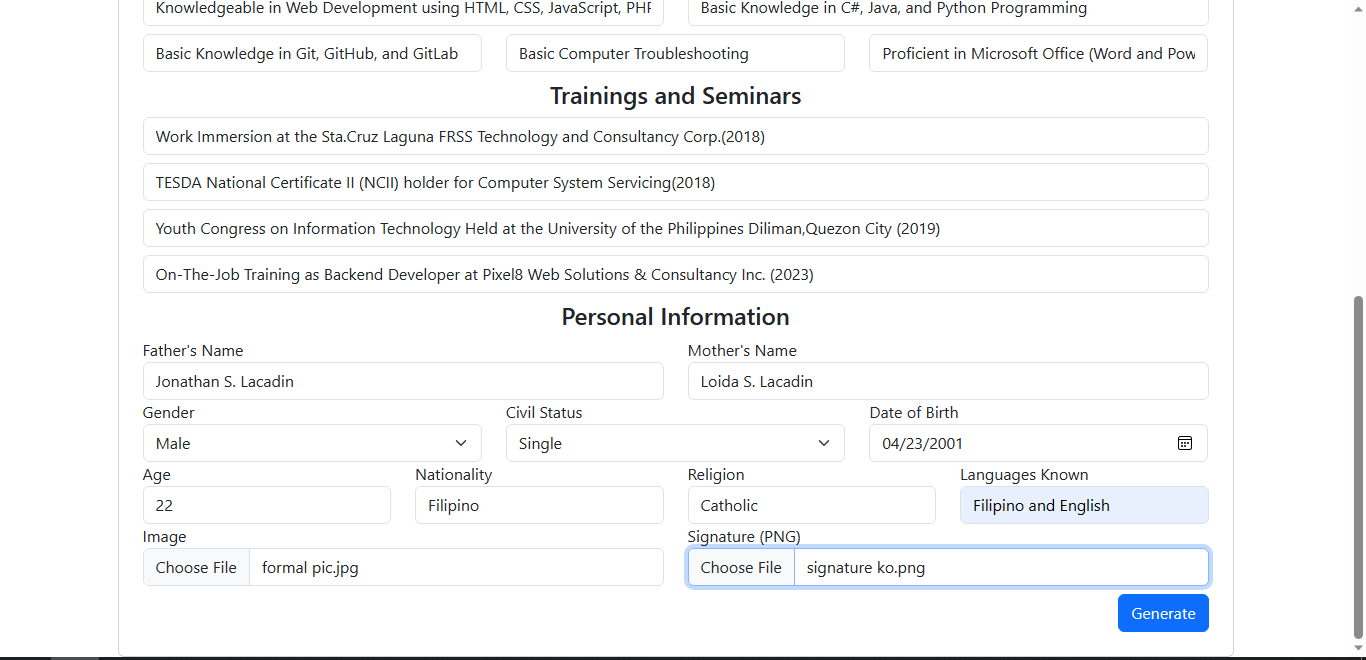 Knowledgeable in Web Development using HTML, CSS, JavaScript, PHP Basic Knowledge in C#, Java, and Python Programming
Basic Knowledge in Git, GitHub, and GitLab Basic Computer Troubleshooting Proficient in Microsoft Office (Word and Pow
Trainings and Seminars
Work Immersion at the Sta.Cruz Laguna FRSS Technology and Consultancy Corp.(2018)
TESDA National Certificate II (NCII) holder for Computer System Servicing(2018)
Youth Congress on Information Technology Held at the University of the Philippines Diliman,Quezon City (2019)
On-The-Job Training as Backend Developer at Pixel8 Web Solutions & Consultancy Inc. (2023)
Personal Information
Father's Name Mother's Name
Jonathan S. Lacadin Loida S. Lacadin
Gender Civil Status Date of Birth
Male Single 04/23/2001
Age Nationality Religion Languages Known
22 Filipino Catholic Filipino and English
Image Signature (PNG)
Choose File formal pic.jpg Choose File signature ko.png
Generate